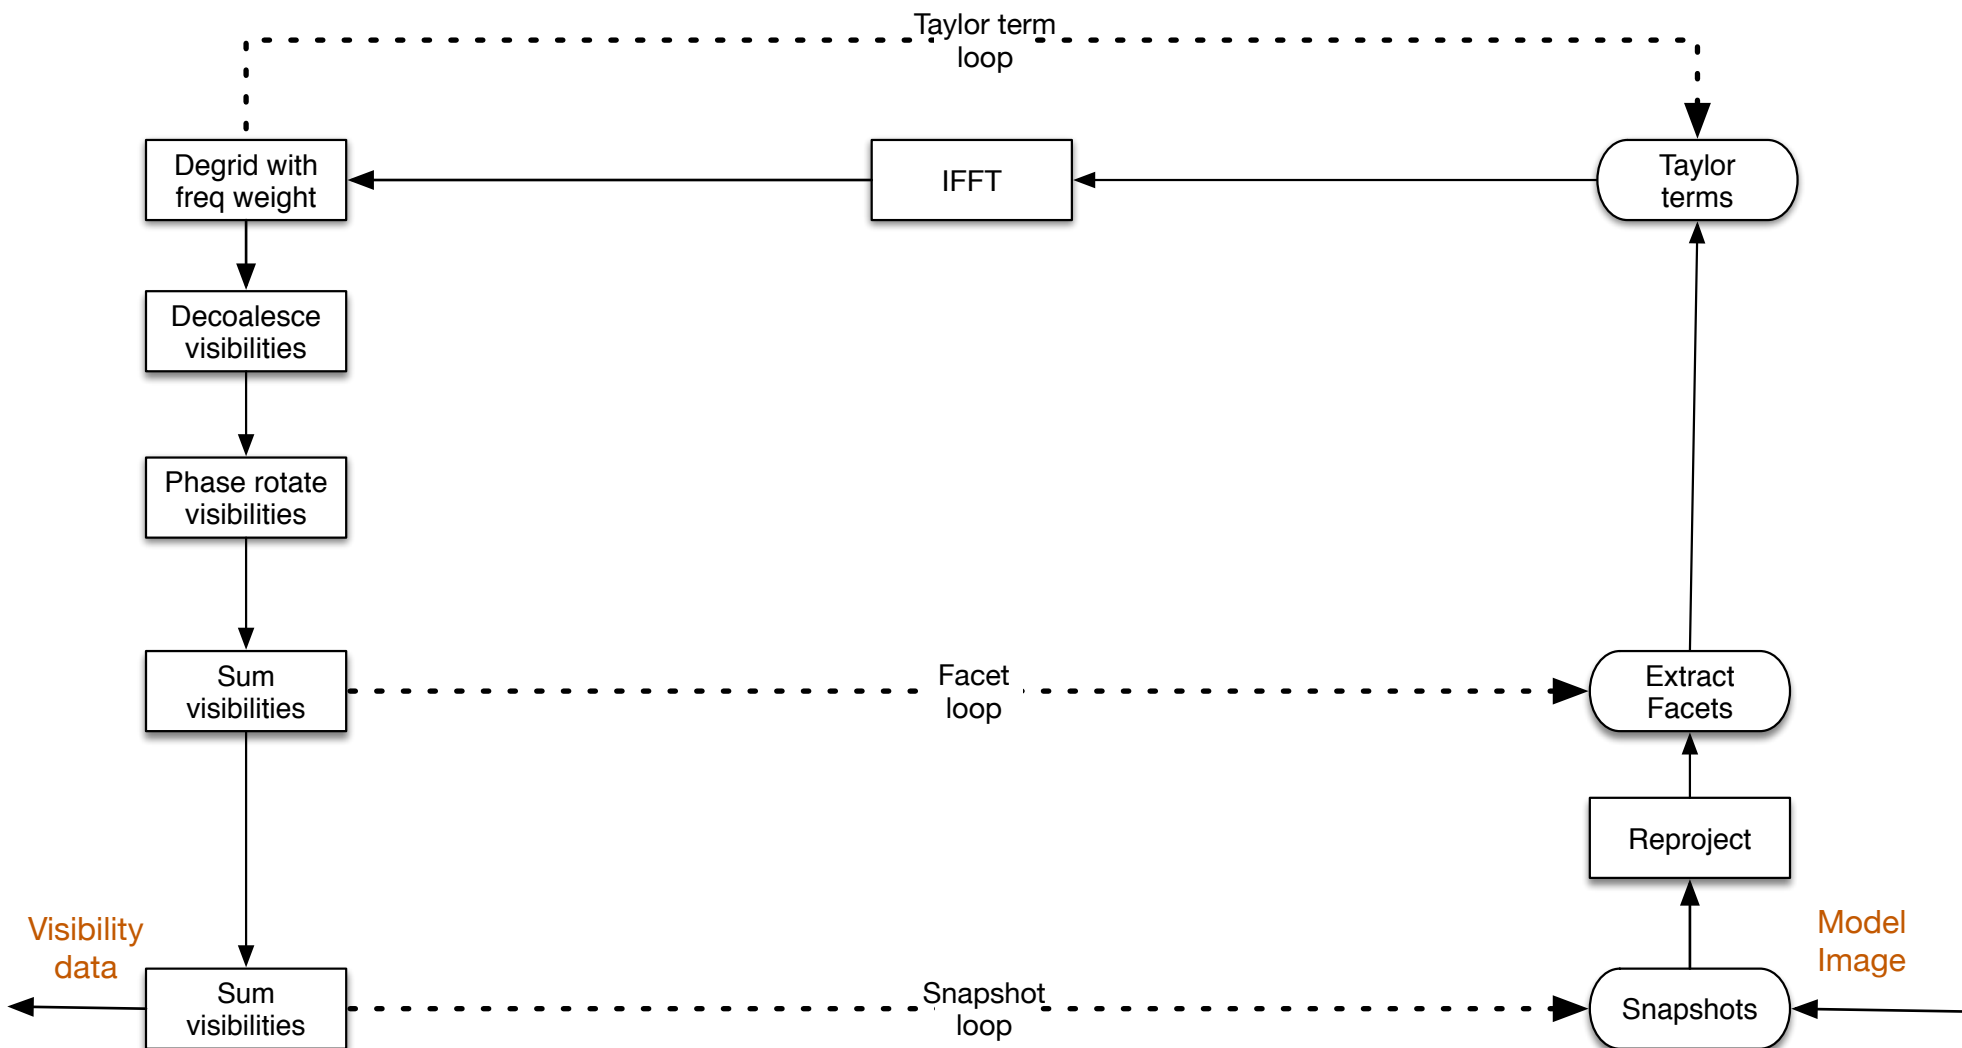 Taylor term
loop
Degrid with
freq weight
IFFT
Taylor
terms
Decoalesce
visibilities
Phase rotate
visibilities
Sum
visibilities
Facet
loop
Extract
Facets
Reproject
Visibility
data
Model
Image
Sum
visibilities
Snapshot
loop
Snapshots